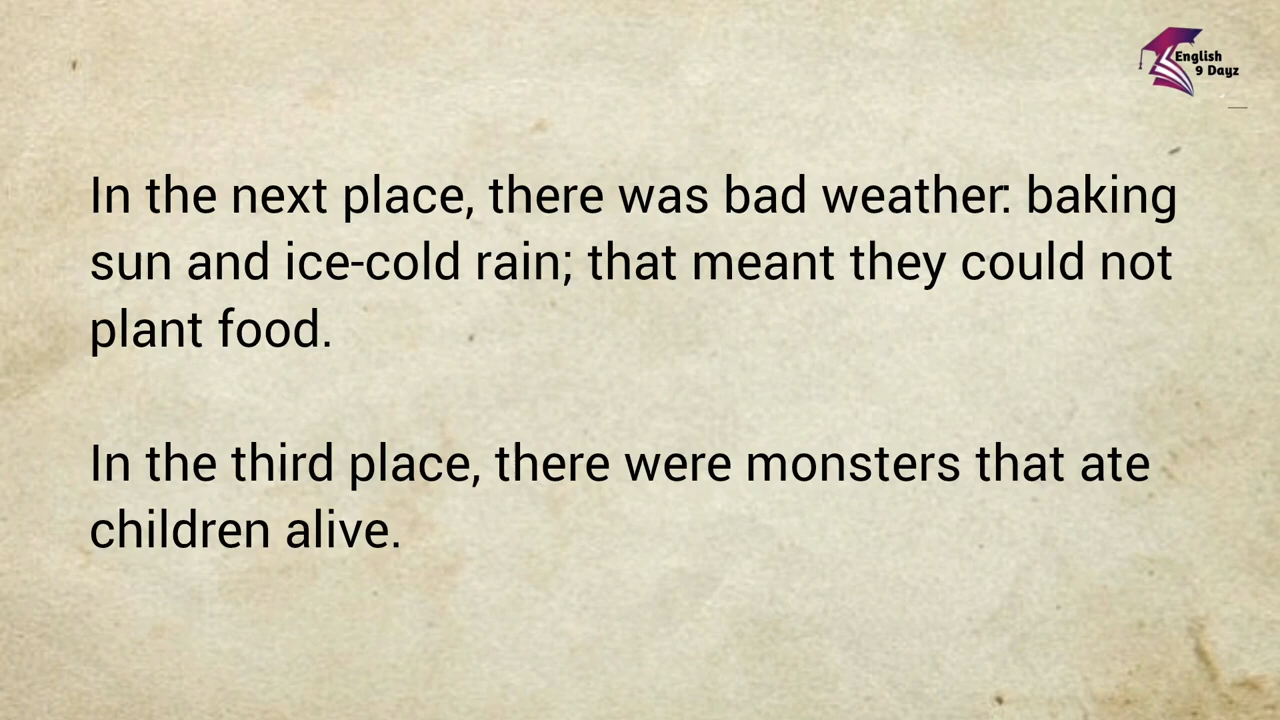 English
9 Dayz
In the next place, there was bad weather: baking
sun and ice-cold rain; that meant they could not
plant food.
In the third place, there were monsters that ate
children alive.